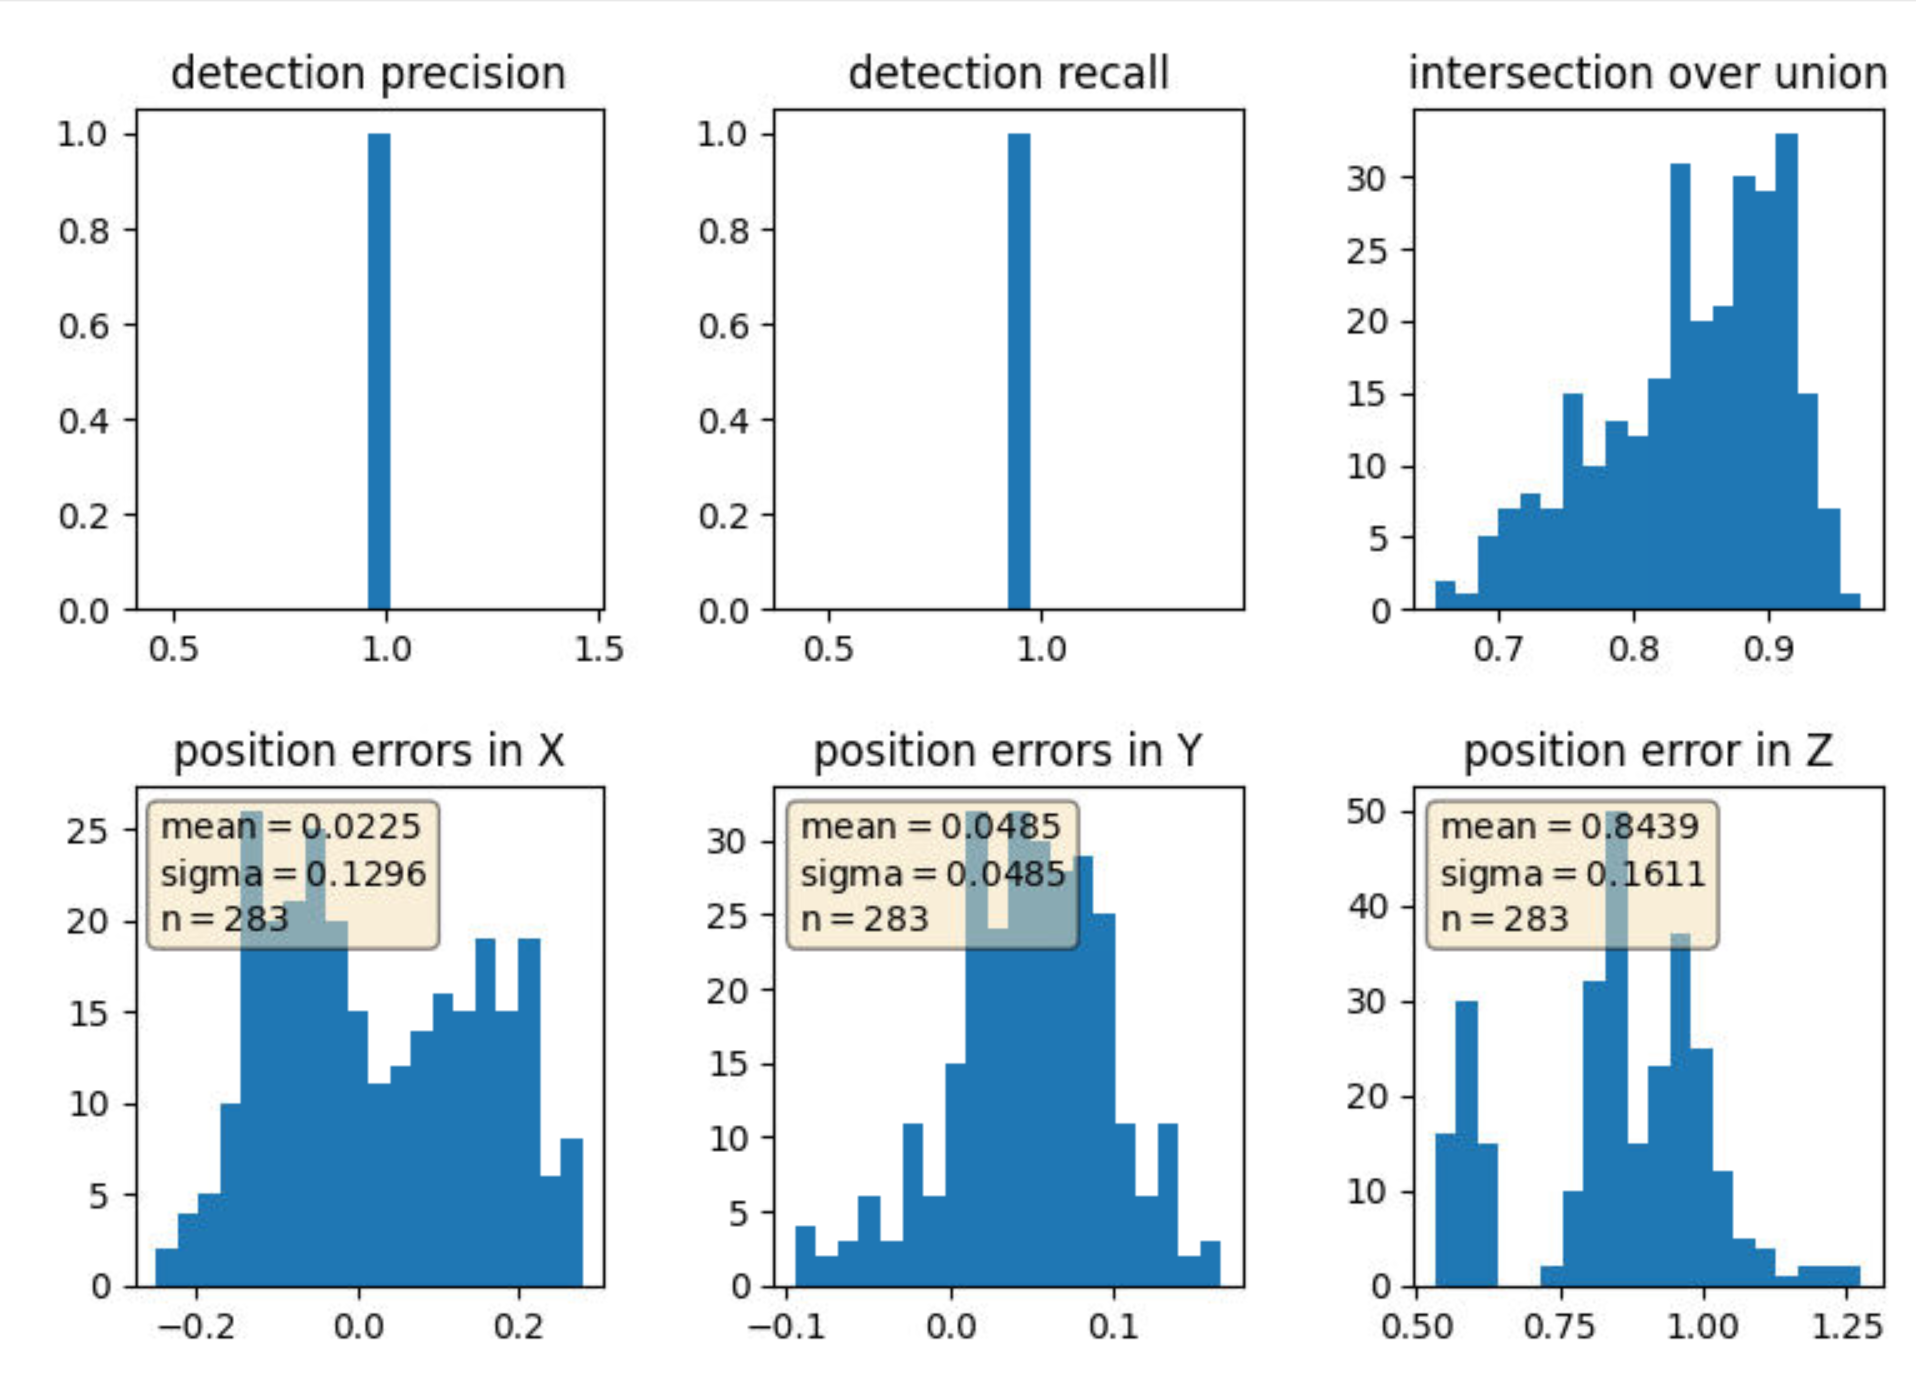 detection precision
1.0
0.8
0.6
0.4
0.2
0.0
0.5 1.0 1.5
detection recall
1.0
0.8
0.6
0.4
0.2
0.0
0.5 1.0
intersection over union
30
25
20
15
10
5
0
0.7 0.8 0.9
position errors in X
mean = 0.0225
sigma = 0.1296
n = 283
25
20
15
10
5
0
−0.2 0.0 0.2
position errors in Y
mean = 0.0485
sigma = 0.0485
n = 283
30
25
20
15
10
5
0
−0.1 0.0 0.1
position error in Z
mean = 0.8439
sigma = 0.1611
n = 283
50
40
30
20
10
0
0.50 0.75 1.00 1.25